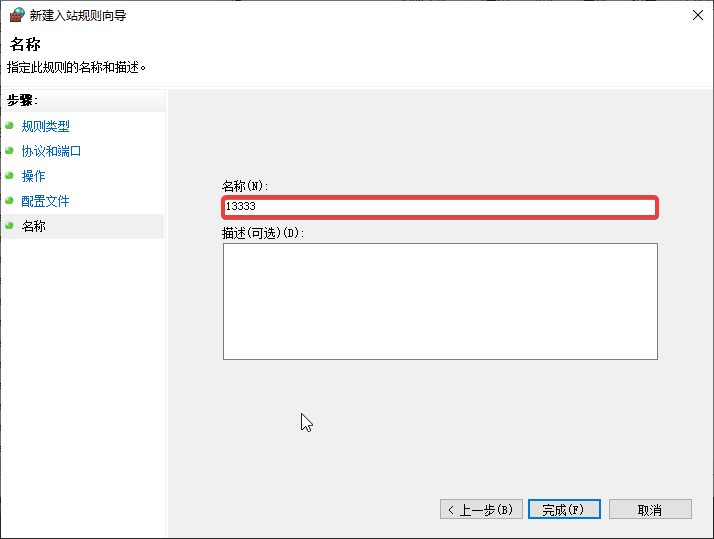 新建入站规则向导
名称
指定此规则的名称和描述。
步骤:
规则类型
协议和端口
操作
配置文件
名称
名称(N):
13333
描述(可选)(D):
< 上一步(B)
完成(F)
取消